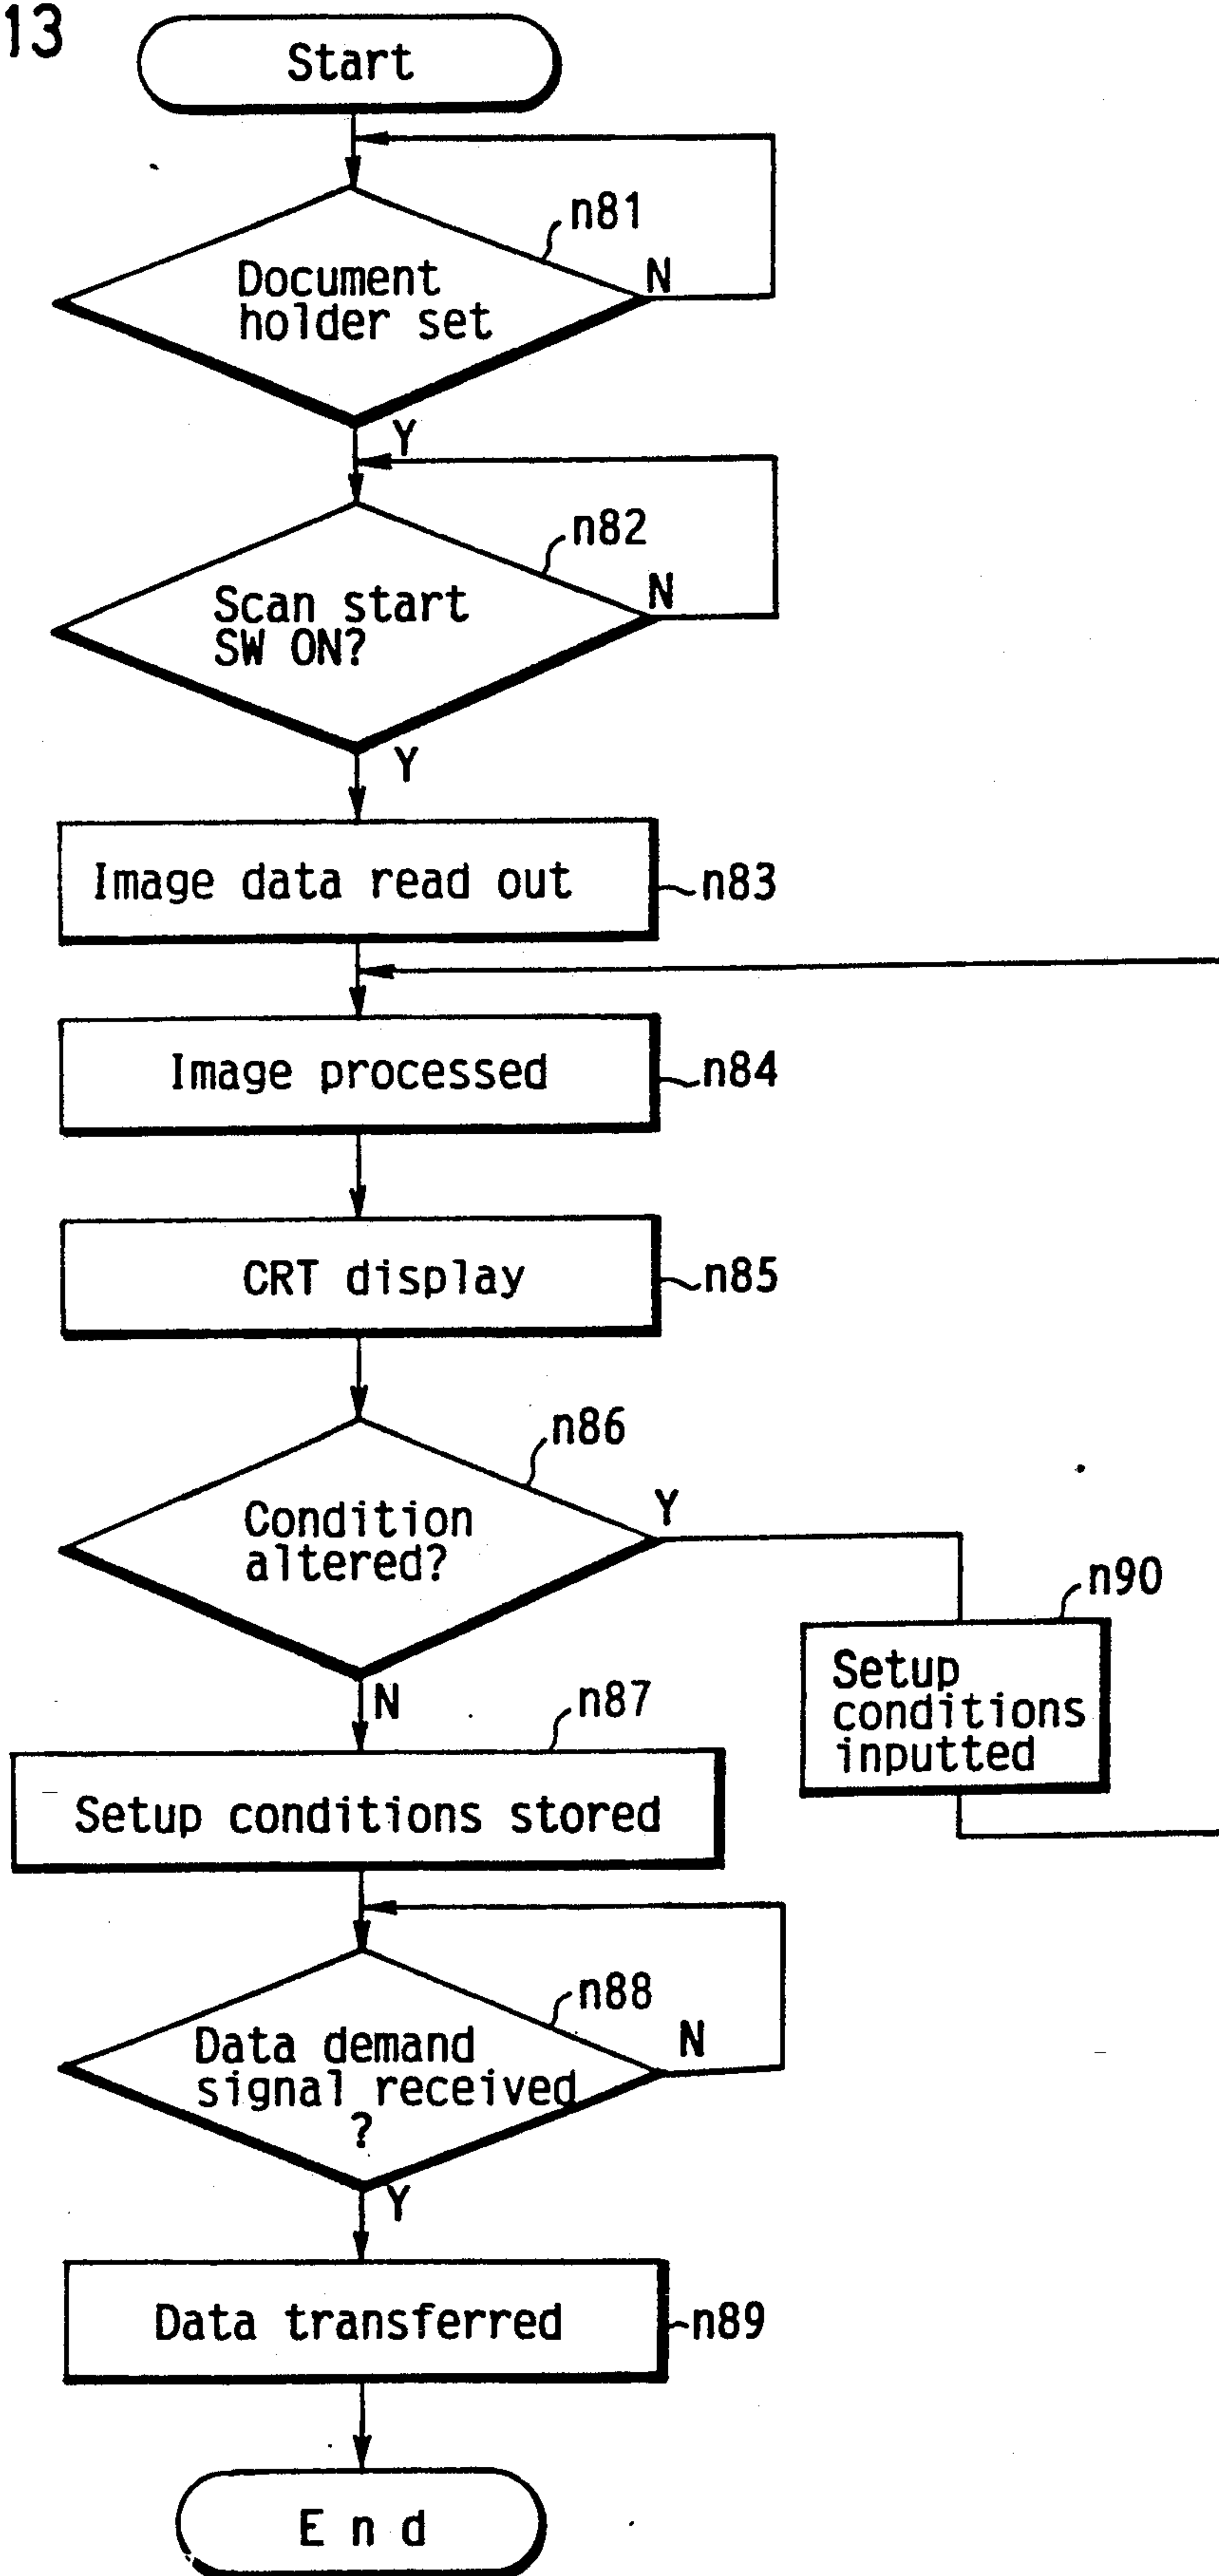 13
Start
n81
Document
holder set
N
Y
n82
Scan start
SW ON?
N
Y
Image data read out
n83
Image processed
n84
CRT display
n85
n86
Condition
altered?
Y
n90
Setup
conditions
inputted
N
n87
Setup conditions stored
n88
Data demand
signal received
?
N
Y
Data transferred
n89
End